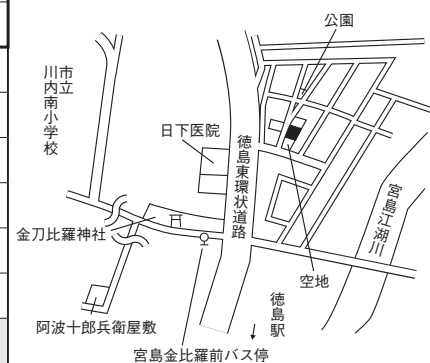 公園
市立
川内南小学校
日下医院
徳島東環状道路
宮島江湖川
金刀比羅神社
空地
徳島駅
阿波十郎兵衛屋敷
宮島金比羅前バス停